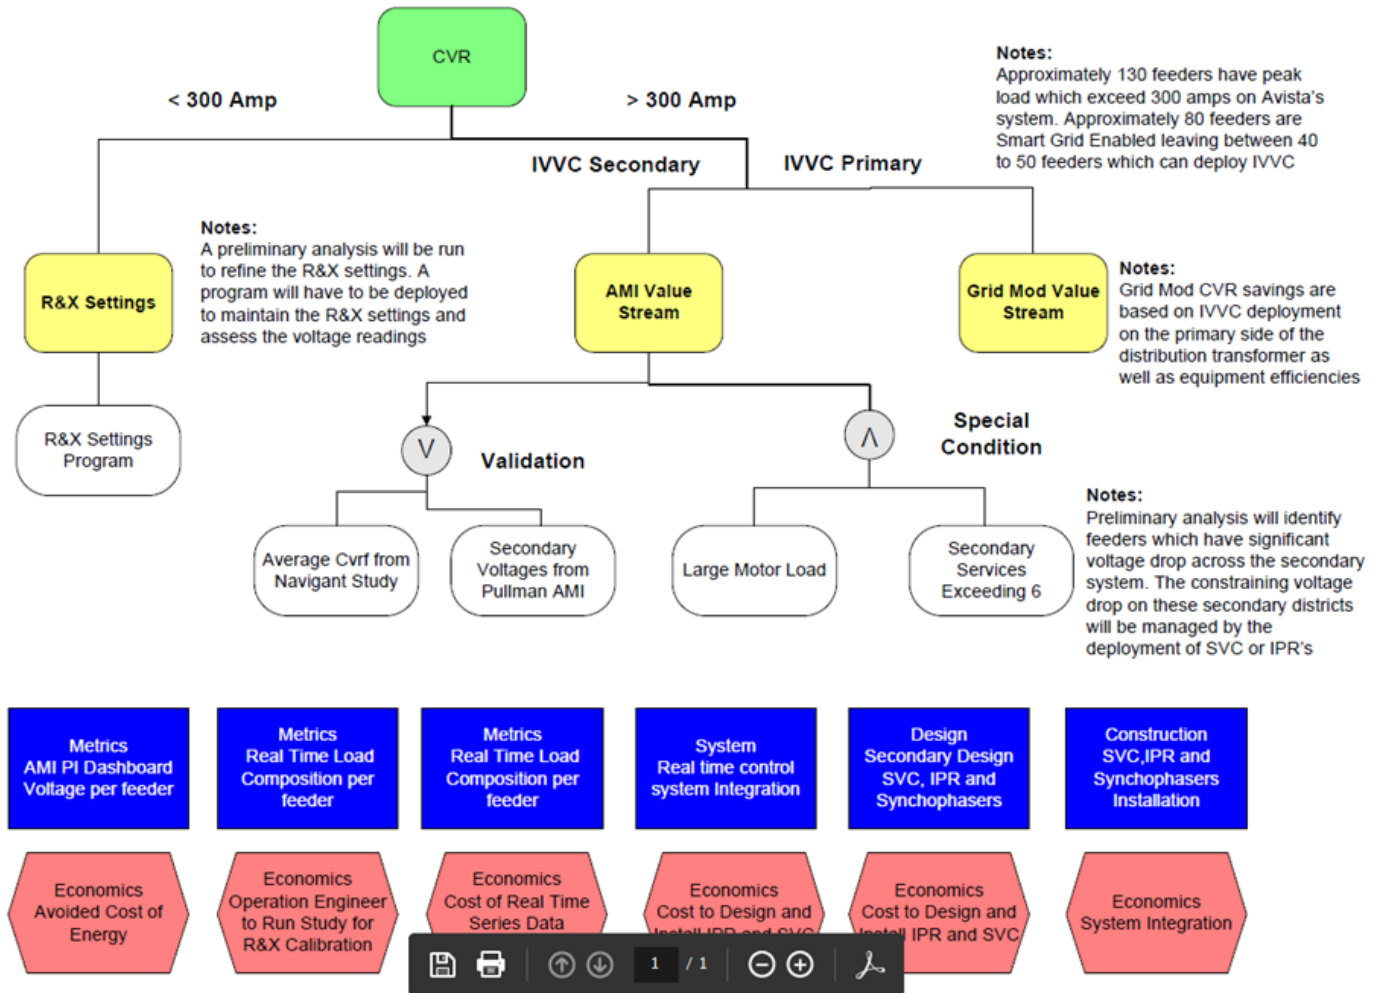 CVR
< 300 Amp
> 300 Amp
Notes:
Approximately 130 feeders have peak
load which exceed 300 amps on Avista's
system. Approximately 80 feeders are
Smart Grid Enabled leaving between 40
to 50 feeders which can deploy IVVC
IVVC Secondary
IVVC Primary
Notes:
A preliminary analysis will be run
to refine the R&X settings. A
program will have to be deployed
to maintain the R&X settings and
assess the voltage readings
R&X Settings
AMI Value
Stream
Grid Mod Value
Stream
Notes:
Grid Mod CVR savings are
based on IVVC deployment
on the primary side of the
distribution transformer as
well as equipment efficiencies
R&X Settings
Program
V
Validation
Λ
Special
Condition
Average Cvrf from
Navigant Study
Secondary
Voltages from
Pullman AMI
Large Motor Load
Secondary
Services
Exceeding 6
Notes:
Preliminary analysis will identify
feeders which have significant
voltage drop across the secondary
system. The constraining voltage
drop on these secondary districts
will be managed by the
deployment of SVC or IPR's
Metrics
AMI PI Dashboard
Voltage per feeder
Metrics
Real Time Load
Composition per
feeder
Metrics
Real Time Load
Composition per
feeder
System
Real time control
system Integration
Design
Secondary Design
SVC, IPR and
Synchophasers
Construction
SVC,IPR and
Synchophasers
Installation
Economics
Avoided Cost of
Energy
Economics
Operation Engineer
to Run Study for
R&X Calibration
Economics
Cost of Real Time
Series Data
Economics
Cost to Design and
Install IPR and SVC
Economics
Cost to Design and
Install IPR and SVC
Economics
System Integration
1 / 1